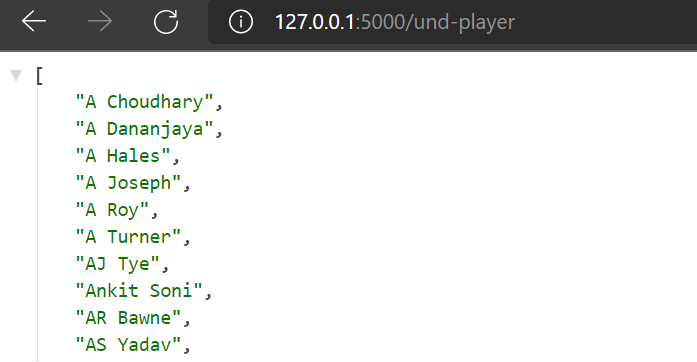 127.0.0.1:5000/und-player
[
"A Choudhary",
"A Dananjaya",
"A Hales",
"A Joseph",
"A Roy",
"A Turner",
"AJ Tye",
"Ankit Soni",
"AR Bawne",
"AS Yadav",